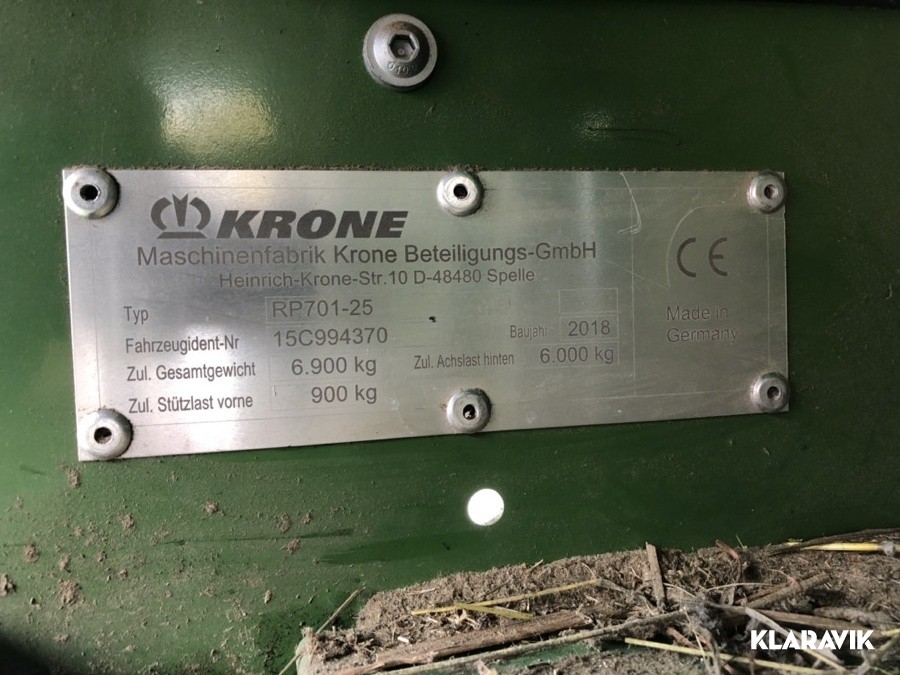 KRONE
Maschinenfabrik Krone Beteiligungs-GmbH
Heinrich-Krone-Str.10 D-48480 Spelle
Typ RP701-25
Fahrzeugident-Nr 15C994370 Baujahr 2018
Zul. Gesamtgewicht 6.900 kg Zul. Achslast hinten 6.000 kg
Zul. Stützlast vorne 900 kg
CE
Made in
Germany
KLARAVIK